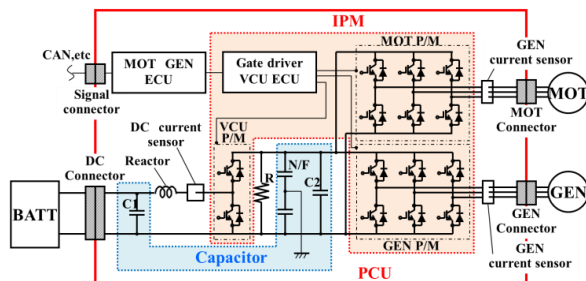 IPM
CAN,etc
Signal
connector
MOT GEN
ECU
Gate driver
VCU ECU
MOT P/M
GEN
current sensor
MOT
MOT
Connector
DC current
sensor
VCU
P/M
DC
Connector
Reactor
BATT
C1
R
N/F
C2
Capacitor
GEN P/M
GEN
GEN
Connector
GEN
current sensor
PCU